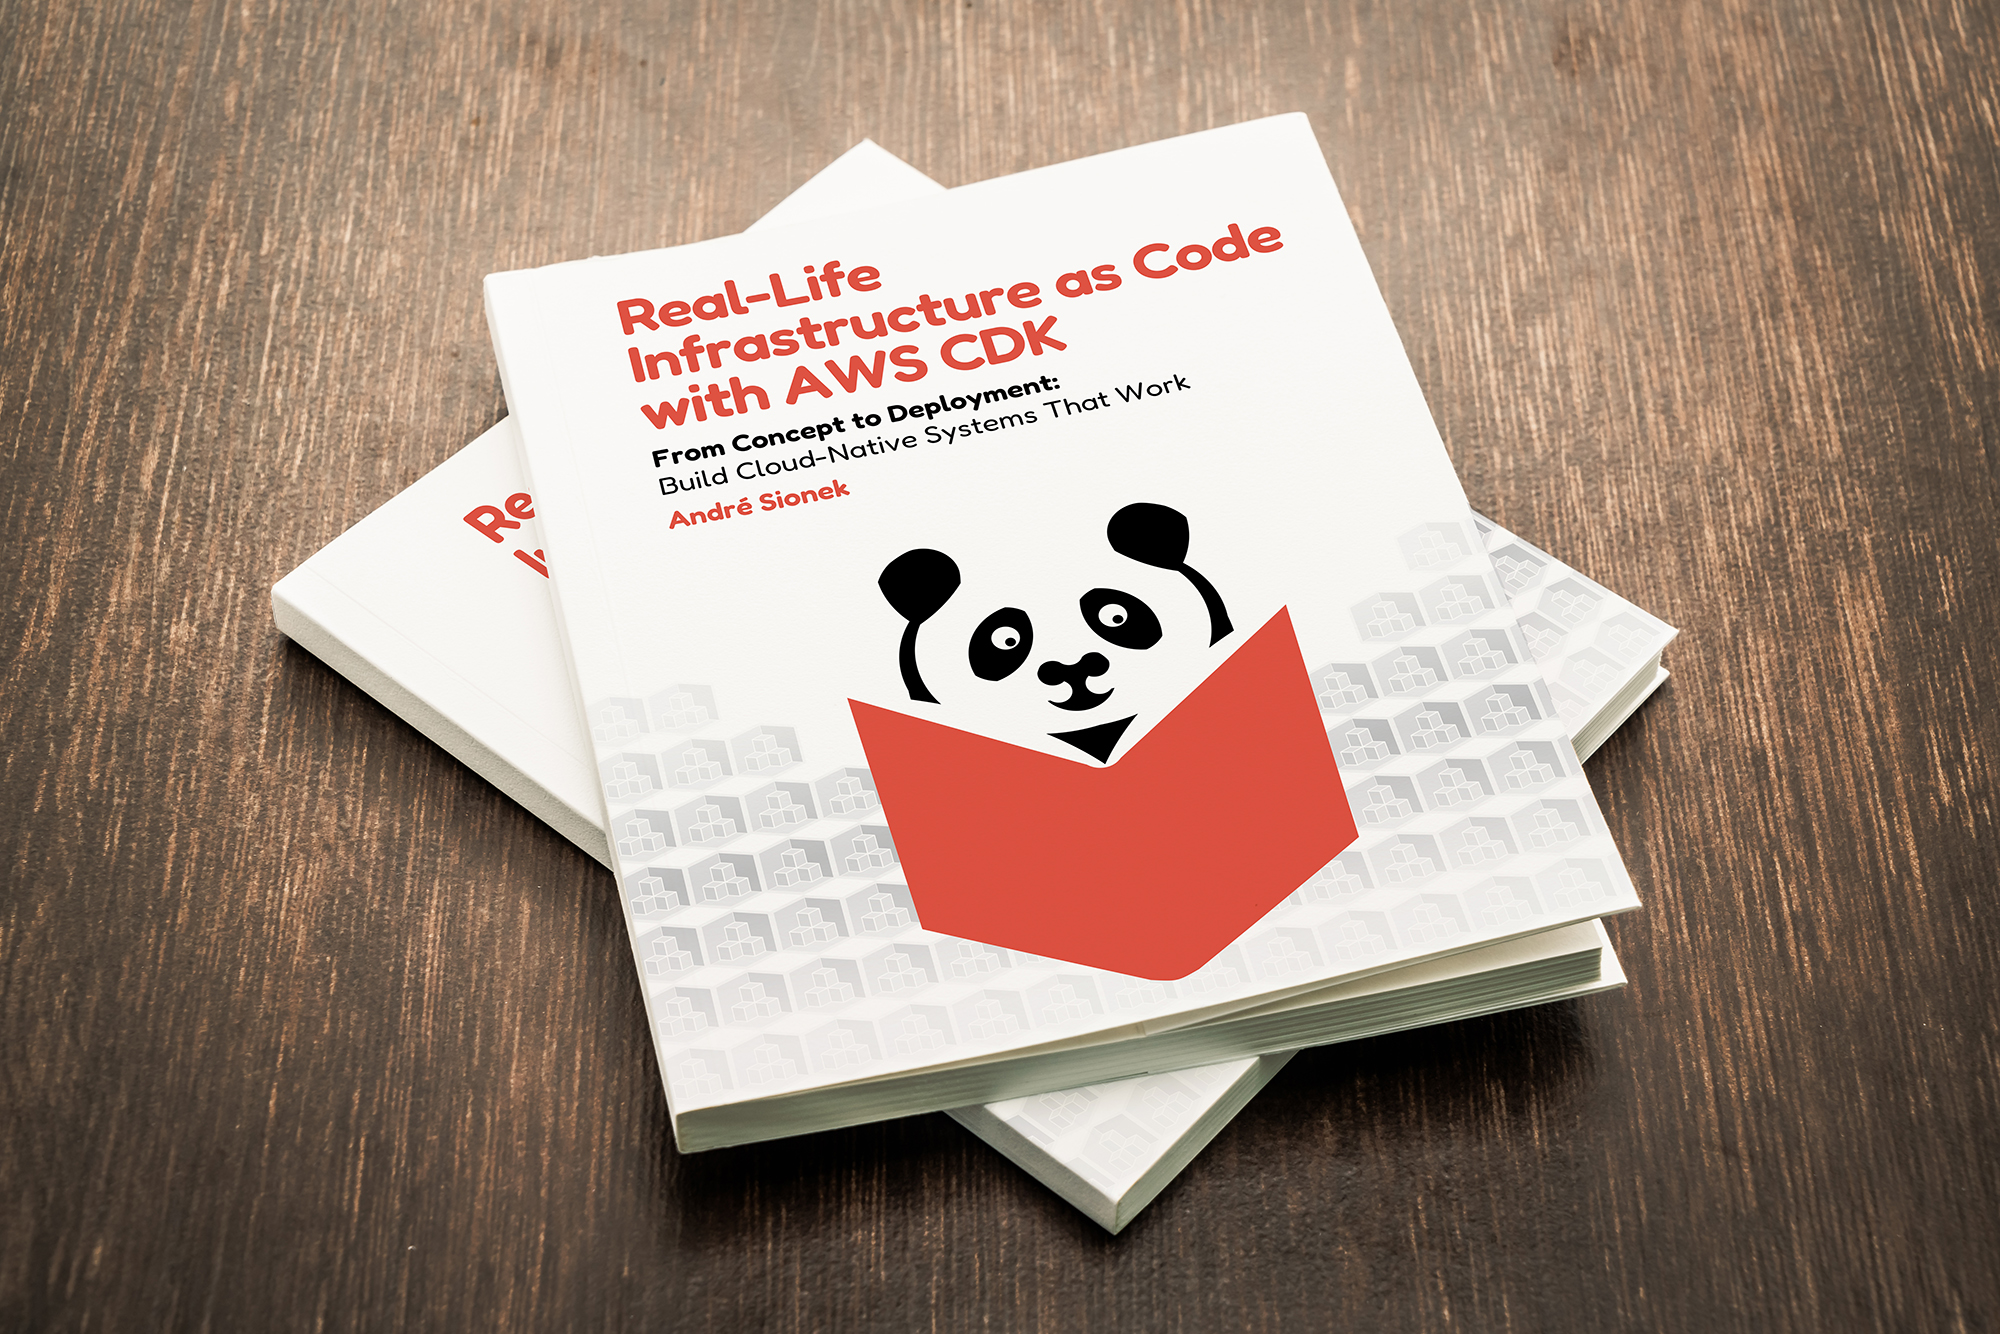 Real-Life
Infrastructure as Code
with AWS CDK
From Concept to Deployment:
Build Cloud-Native Systems That Work
André Sionek
Re